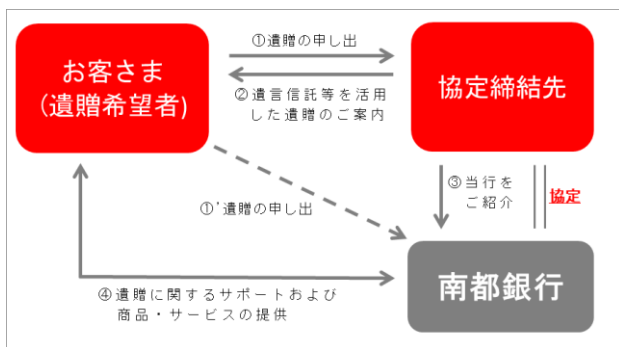 お客さま
(遺贈希望者)
①遺贈の申し出
②遺言信託等を活用
した遺贈のご案内
協定締結先
③当行を
ご紹介
協定
①'遺贈の申し出
南都銀行
④遺贈に関するサポートおよび
商品・サービスの提供